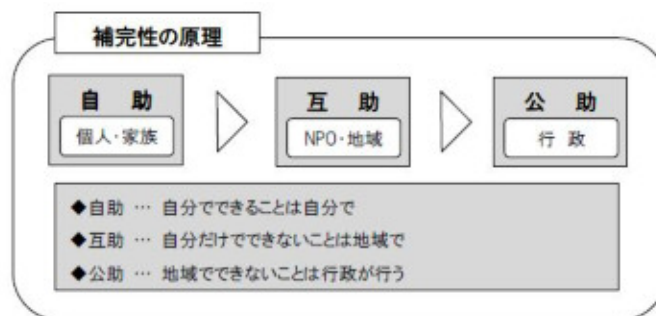 補完性の原理
自　助
個人・家族
互　助
NPO・地域
公　助
行　政
◆自助 … 自分でできることは自分で
◆互助 … 自分だけでできないことは地域で
◆公助 … 地域でできないことは行政が行う